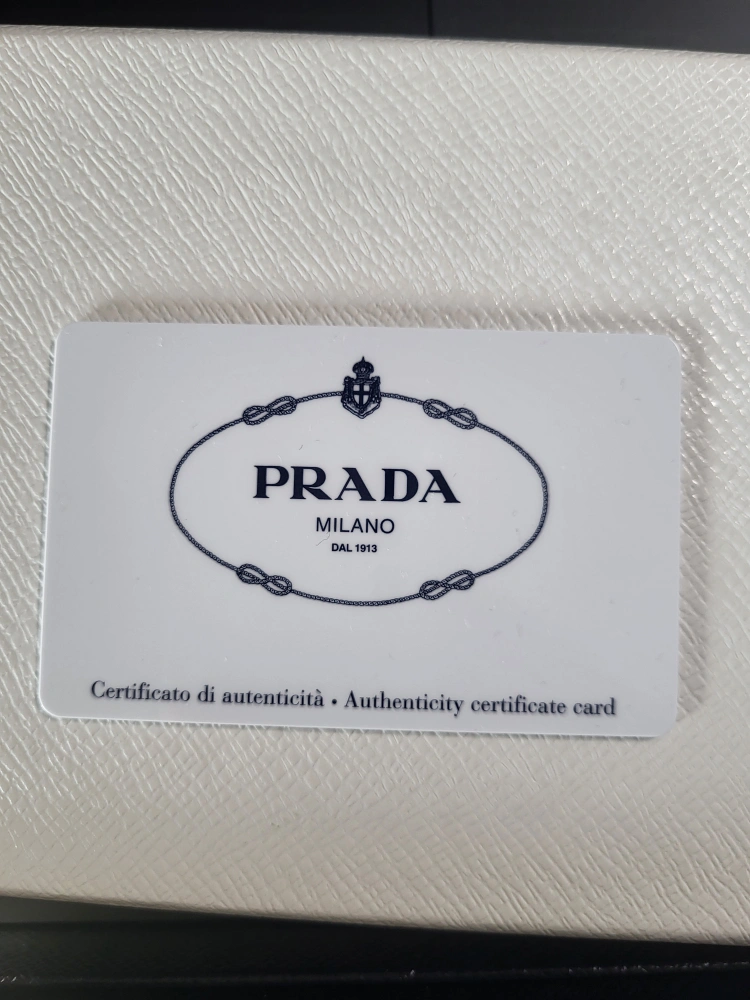 PRADA
MILANO
DAL 1913
Certificato di autenticità • Authenticity certificate card